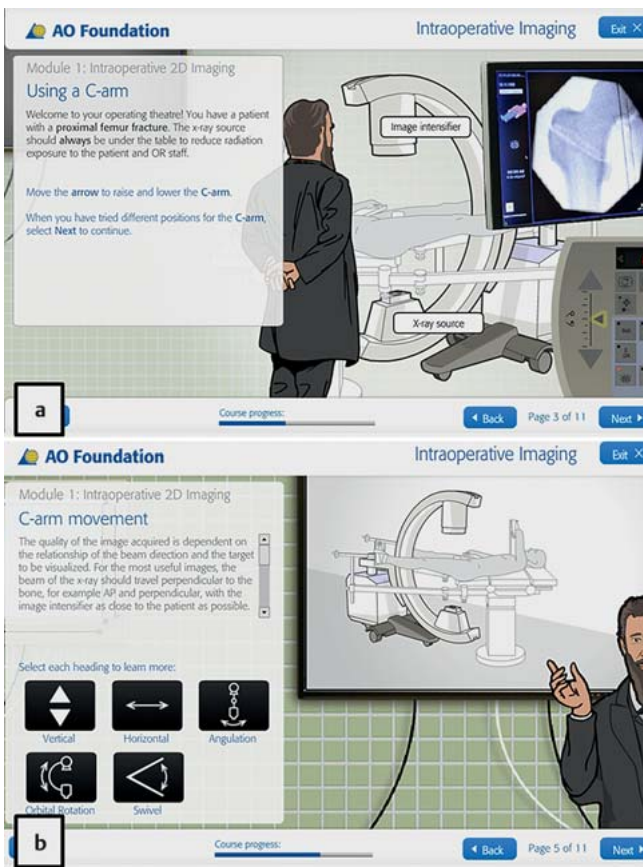 AO Foundation
Intraoperative Imaging
Exit ×
Module 1: Intraoperative 2D Imaging
Using a C-arm
Welcome to your operating theatre! You have a patient
with a proximal femur fracture. The x-ray source
should always be under the table to reduce radiation
exposure to the patient and OR staff.
Move the arrow to raise and lower the C-arm.
When you have tried different positions for the C-arm,
select Next to continue.
Image intensifier
X-ray source
a
Course progress:
Back
Page 3 of 11
Next
AO Foundation
Intraoperative Imaging
Exit ×
Module 1: Intraoperative 2D Imaging
C-arm movement
The quality of the image acquired is dependent on
the relationship of the beam direction and the target
to be visualized. For the most useful images, the
beam of the x-ray should travel perpendicular to the
bone, for example AP and perpendicular, with the
image intensifier as close to the patient as possible.
Select each heading to learn more:
Vertical
Horizontal
Angulation
Orbital Rotation
Swivel
b
Course progress:
Back
Page 5 of 11
Next